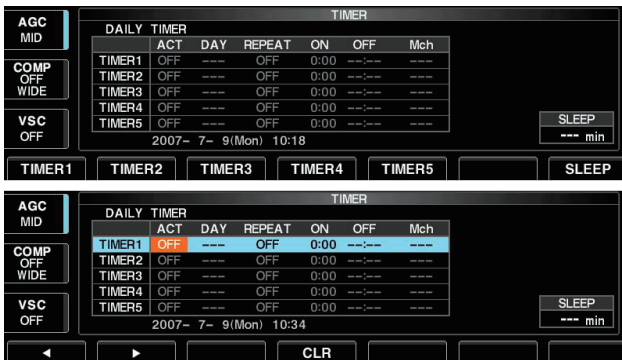 TIMER
AGC
MID
DAILY TIMER
ACT DAY REPEAT ON OFF Mch
COMP
OFF
WIDE
TIMER1 OFF --- OFF 0:00 --:-- ---
TIMER2 OFF --- OFF 0:00 --:-- ---
TIMER3 OFF --- OFF 0:00 --:-- ---
TIMER4 OFF --- OFF 0:00 --:-- ---
TIMER5 OFF --- OFF 0:00 --:-- ---
VSC
OFF
SLEEP
--- min
2007- 7- 9(Mon) 10:18
TIMER1 TIMER2 TIMER3 TIMER4 TIMER5 SLEEP
TIMER
AGC
MID
DAILY TIMER
ACT DAY REPEAT ON OFF Mch
COMP
OFF
WIDE
TIMER1 OFF --- OFF 0:00 --:-- ---
TIMER2 OFF --- OFF 0:00 --:-- ---
TIMER3 OFF --- OFF 0:00 --:-- ---
TIMER4 OFF --- OFF 0:00 --:-- ---
TIMER5 OFF --- OFF 0:00 --:-- ---
VSC
OFF
SLEEP
--- min
2007- 7- 9(Mon) 10:34
◄ ► CLR